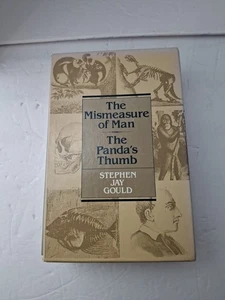 The
Mismeasure
of Man
The
Panda's
Thumb
STEPHEN
JAY
GOULD